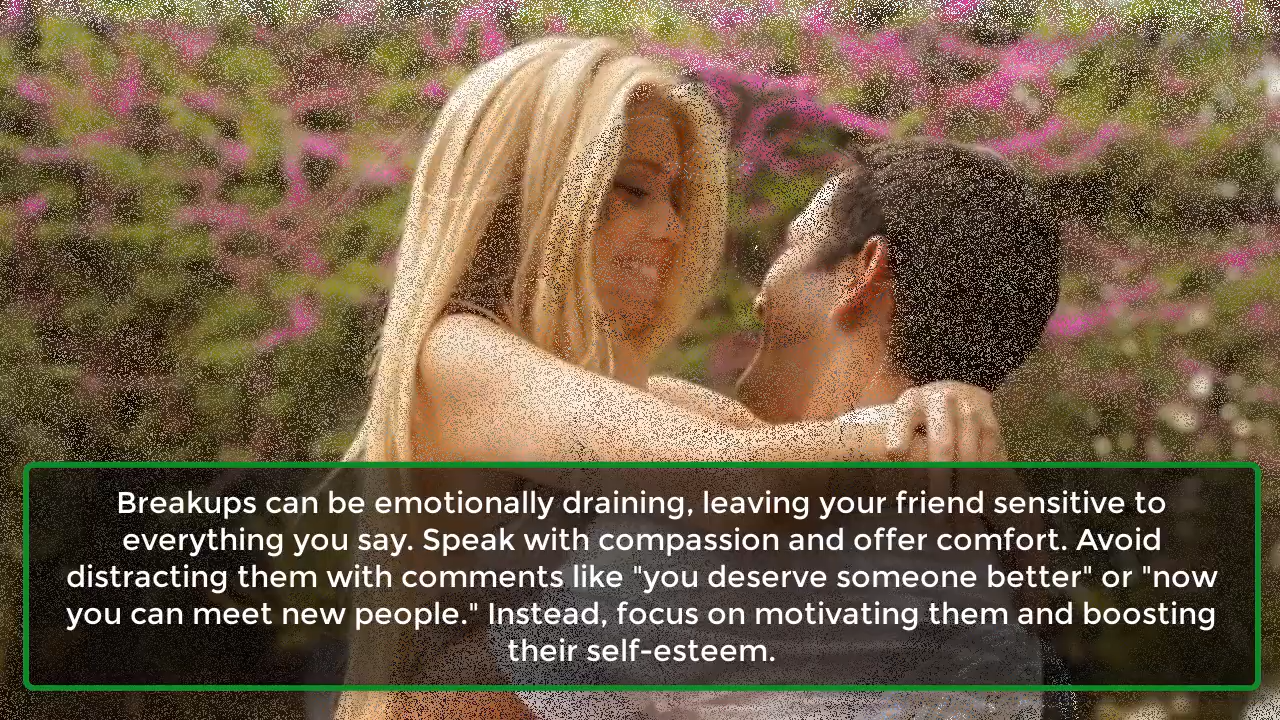 Breakups can be emotionally draining, leaving your friend sensitive to
everything you say. Speak with compassion and offer comfort. Avoid
distracting them with comments like "you deserve someone better" or "now
you can meet new people." Instead, focus on motivating them and boosting
their self-esteem.